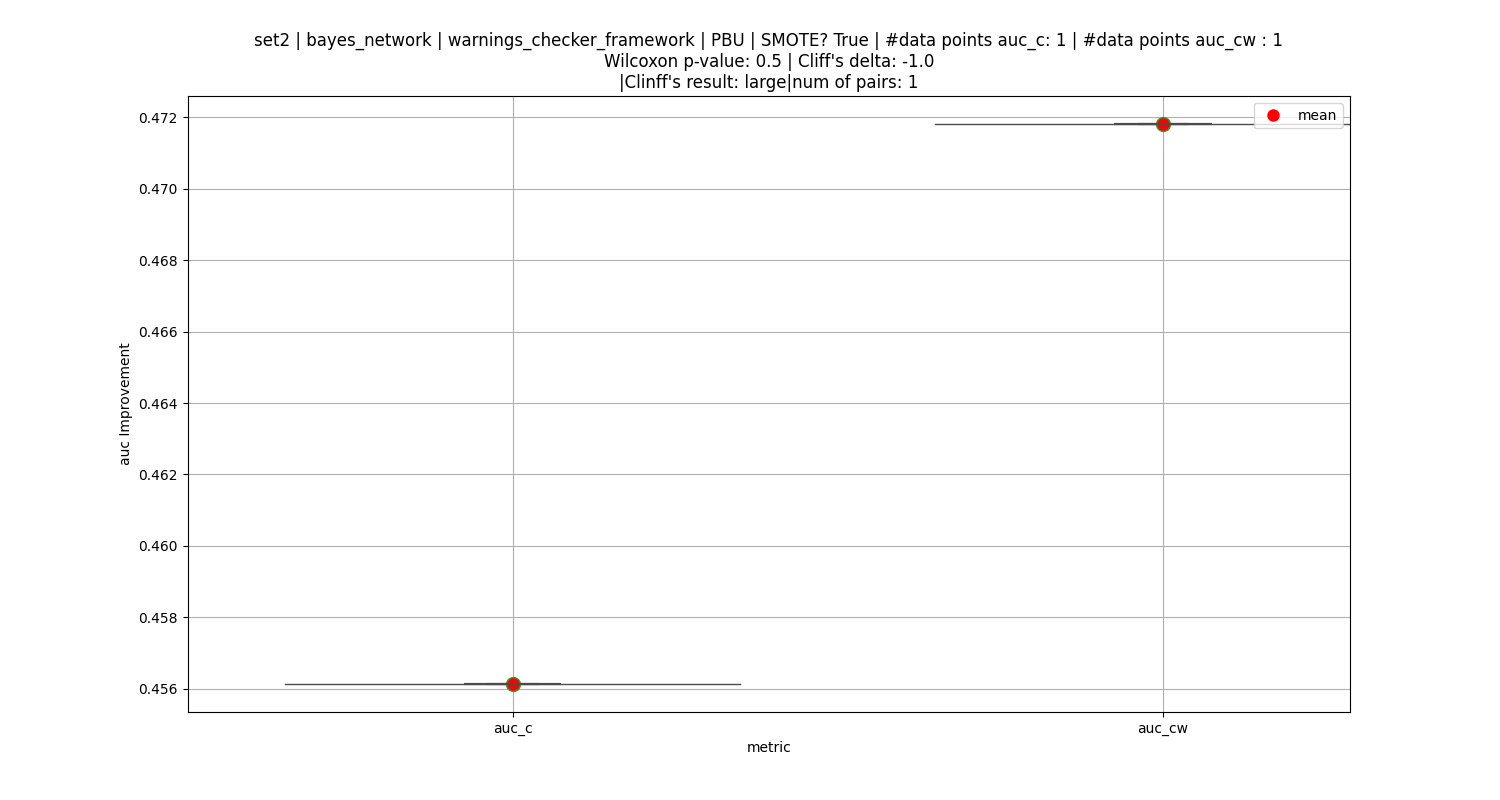 set2 | bayes_network | warnings_checker_framework | PBU | SMOTE? True | #data points auc_c: 1 | #data points auc_cw : 1
Wilcoxon p-value: 0.5 | Cliff's delta: -1.0
|Clinff's result: large|num of pairs: 1
mean
0.472
0.470
0.468
0.466
0.464
0.462
0.460
0.458
0.456
auc Improvement
auc_c
auc_cw
metric